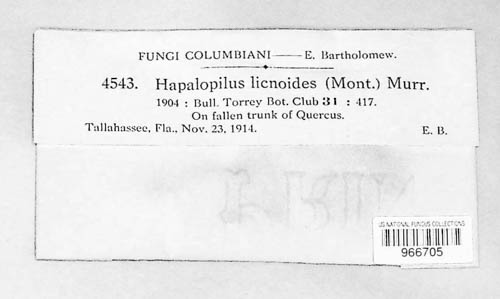 FUNGI COLUMBIANI — E. Bartholomew.
4543. Hapalopilus licnoides (Mont.) Murr.
1904 : Bull. Torrey Bot. Club 31 : 417.
On fallen trunk of Quercus.
Tallahassee, Fla., Nov. 23, 1914. E. B.
US NATIONAL FUNGUS COLLECTIONS
966705